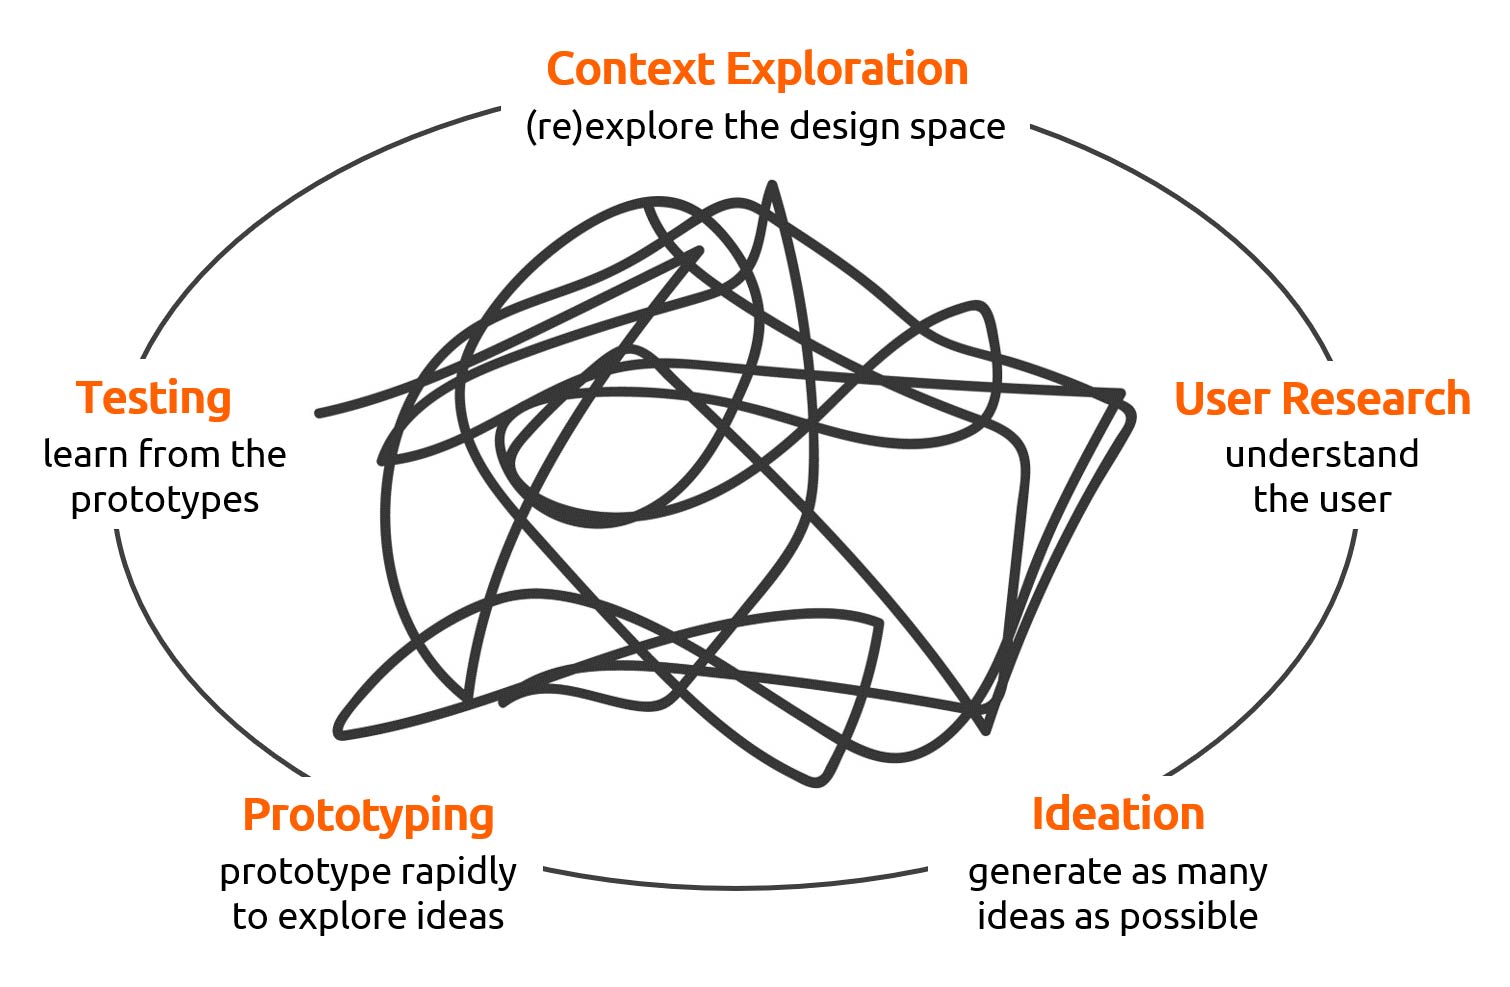 Context Exploration
(re)explore the design space
User Research
understand
the user
Ideation
generate as many
ideas as possible
Prototyping
prototype rapidly
to explore ideas
Testing
learn from the
prototypes